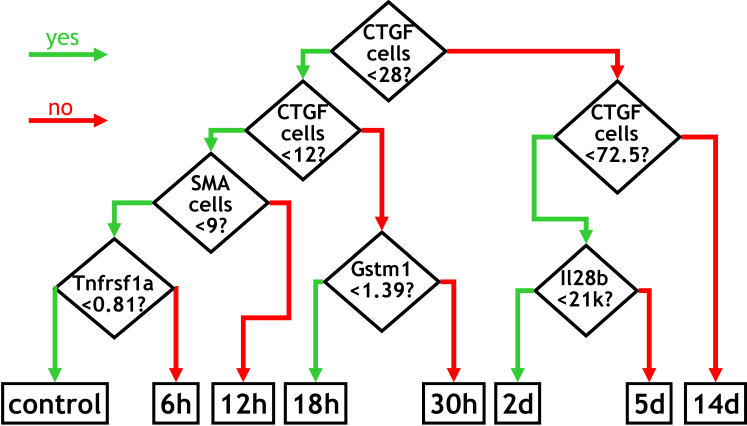 yes
no
CTGF
cells
<28?
CTGF
cells
<12?
CTGF
cells
<72.5?
SMA
cells
<9?
Tnfrsf1a
<0.81?
Gstm1
<1.39?
Il28b
<21k?
control
6h
12h
18h
30h
2d
5d
14d